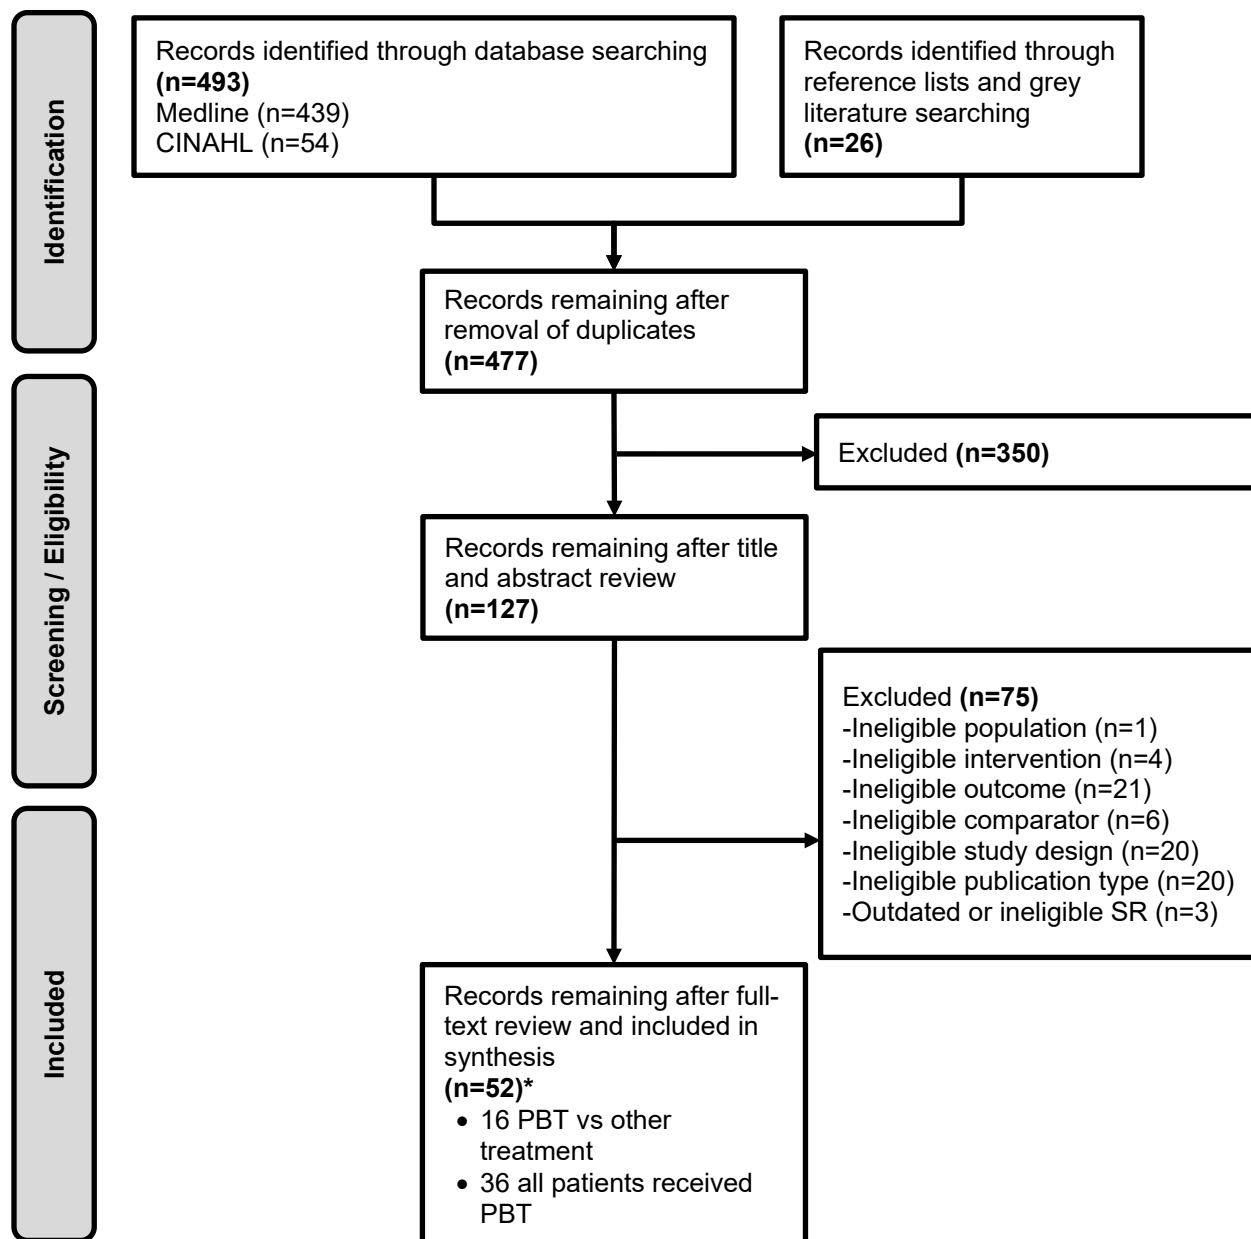 Identification
Records identified through database searching
(n=493)
Medline (n=439)
CINAHL (n=54)
Records identified through
reference lists and grey
literature searching
(n=26)
Records remaining after
removal of duplicates
(n=477)
Screening / Eligibility
Excluded (n=350)
Records remaining after title
and abstract review
(n=127)
Excluded (n=75)
-Ineligible population (n=1)
-Ineligible intervention (n=4)
-Ineligible outcome (n=21)
-Ineligible comparator (n=6)
-Ineligible study design (n=20)
-Ineligible publication type (n=20)
-Outdated or ineligible SR (n=3)
Included
Records remaining after full-
text review and included in
synthesis
(n=52)*
• 16 PBT vs other
treatment
• 36 all patients received
PBT